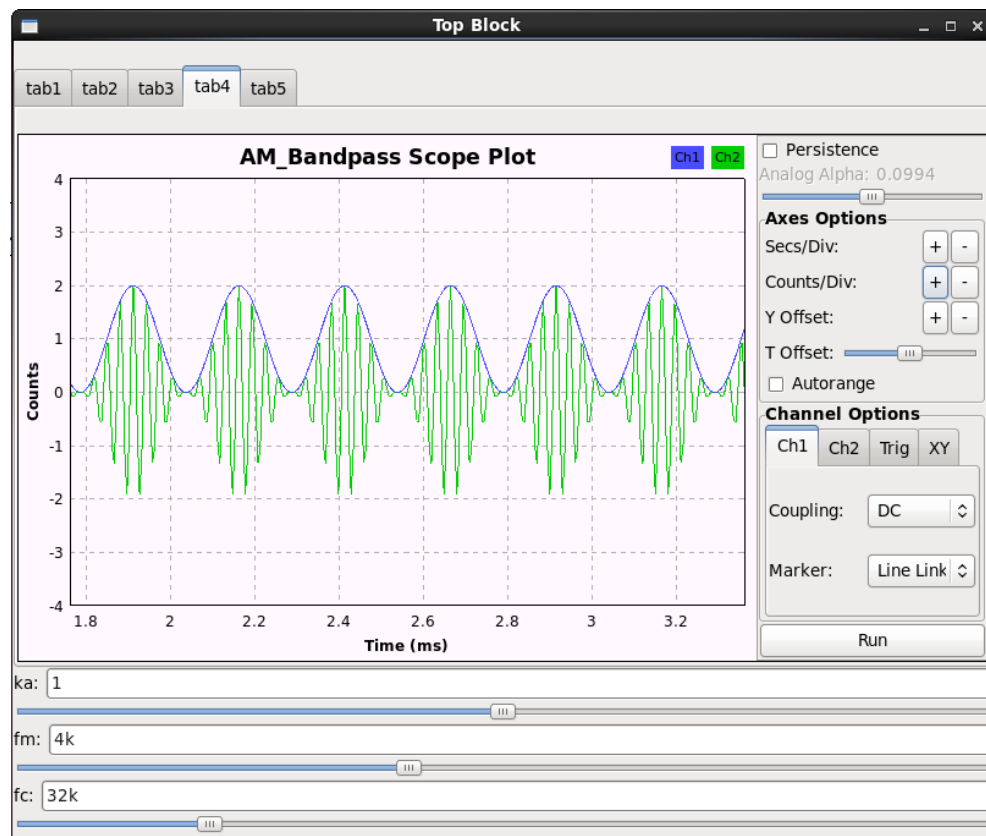 Top Block
tab1 tab2 tab3 tab4 tab5
AM_Bandpass Scope Plot
Ch1 Ch2
4
3
2
1
0
-1
-2
-3
-4
Counts
1.8 2 2.2 2.4 2.6 2.8 3 3.2
Time (ms)
Persistence
Analog Alpha: 0.0994
Axes Options
Secs/Div: + -
Counts/Div: + -
Y Offset: + -
T Offset:
Autorange
Channel Options
Ch1 Ch2 Trig XY
Coupling: DC
Marker: Line Link
Run
ka: 1
fm: 4k
fc: 32k